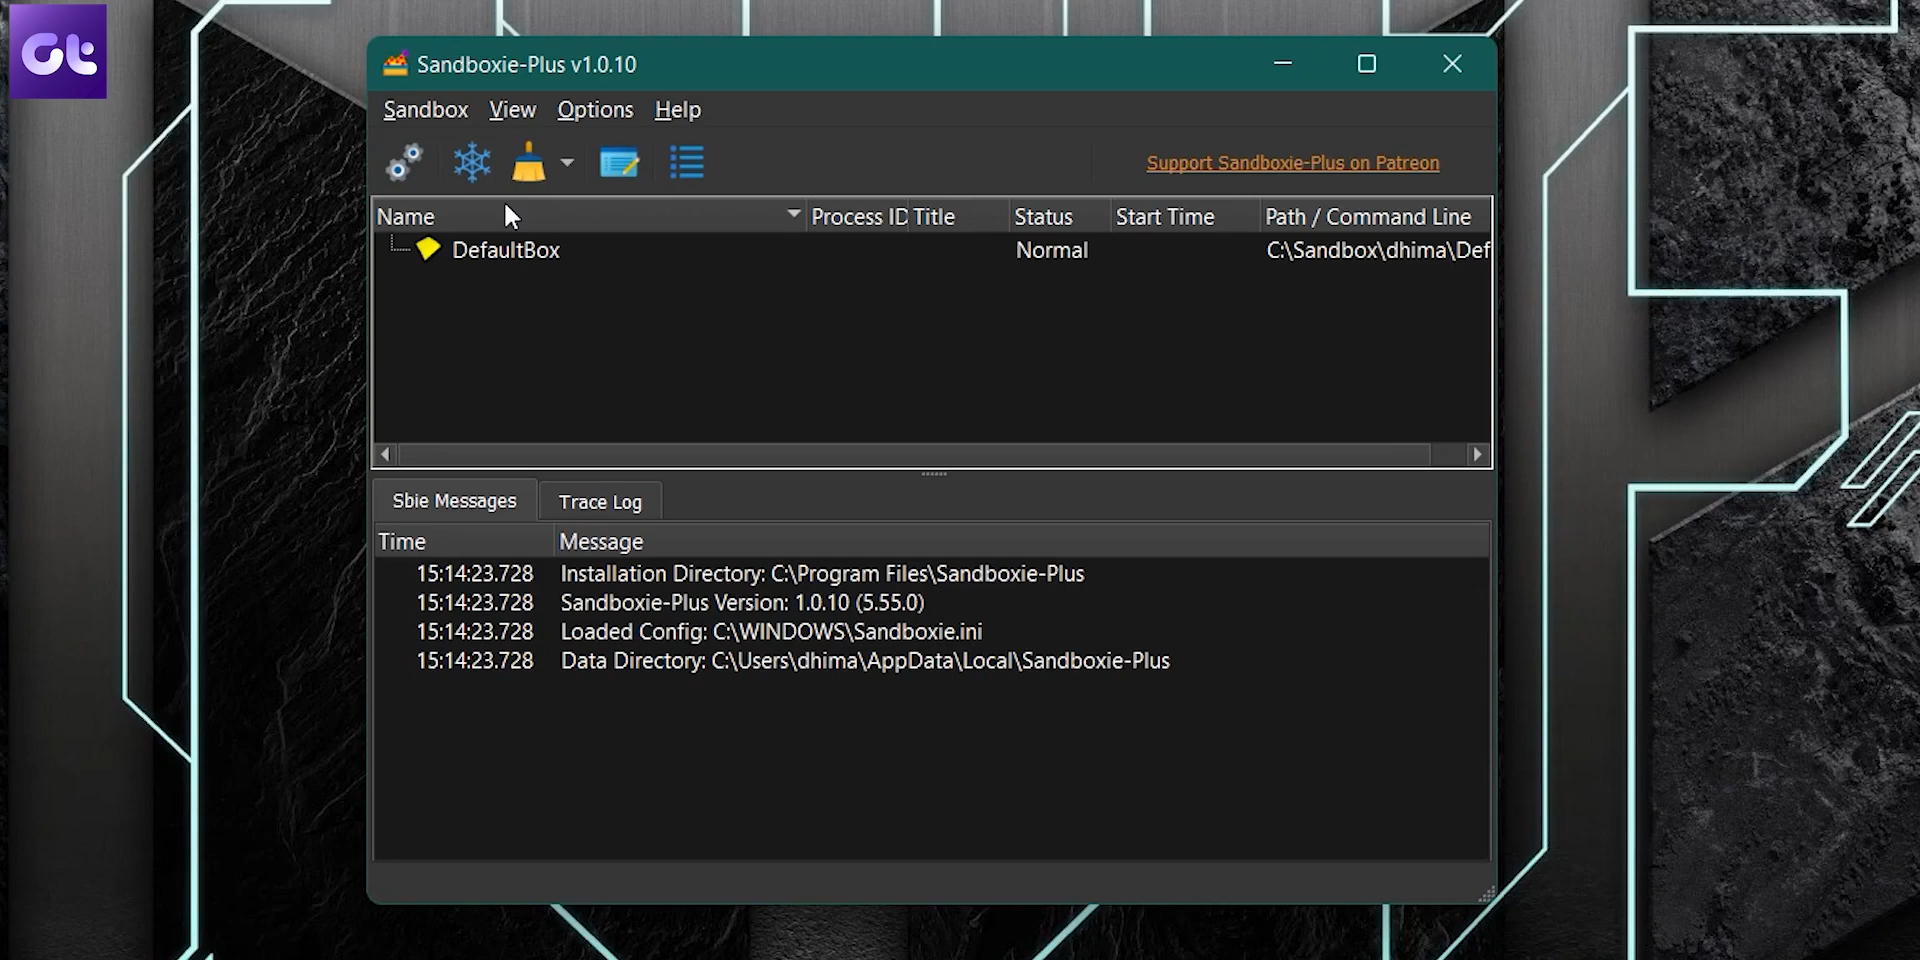 Gt
Sandboxie-Plus v1.0.10
Sandbox View Options Help
Support Sandboxie-Plus on Patreon
Name Process ID Title Status Start Time Path / Command Line
DefaultBox Normal C:\Sandbox\dhima\Def
Sbie Messages Trace Log
Time Message
15:14:23.728 Installation Directory: C:\Program Files\Sandboxie-Plus
15:14:23.728 Sandboxie-Plus Version: 1.0.10 (5.55.0)
15:14:23.728 Loaded Config: C:\WINDOWS\Sandboxie.ini
15:14:23.728 Data Directory: C:\Users\dhima\AppData\Local\Sandboxie-Plus